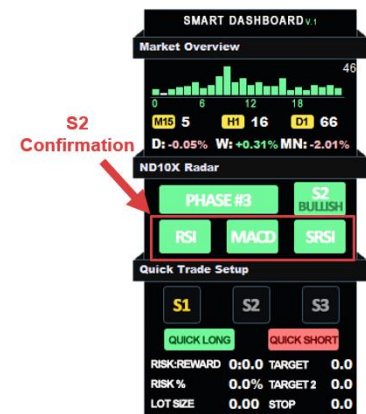 SMART DASHBOARD V.1
Market Overview
46
0 6 12 18
M15 5 H1 16 D1 66
D: -0.05% W: +0.31% MN: -2.01%
S2
Confirmation
ND10X Radar
PHASE #3 S2
BULLISH
RSI MACD SRSI
Quick Trade Setup
S1 S2 S3
QUICK LONG QUICK SHORT
RISK:REWARD 0:0.0 TARGET 0.0
RISK % 0.0% TARGET 2 0.0
LOT SIZE 0.00 STOP 0.0